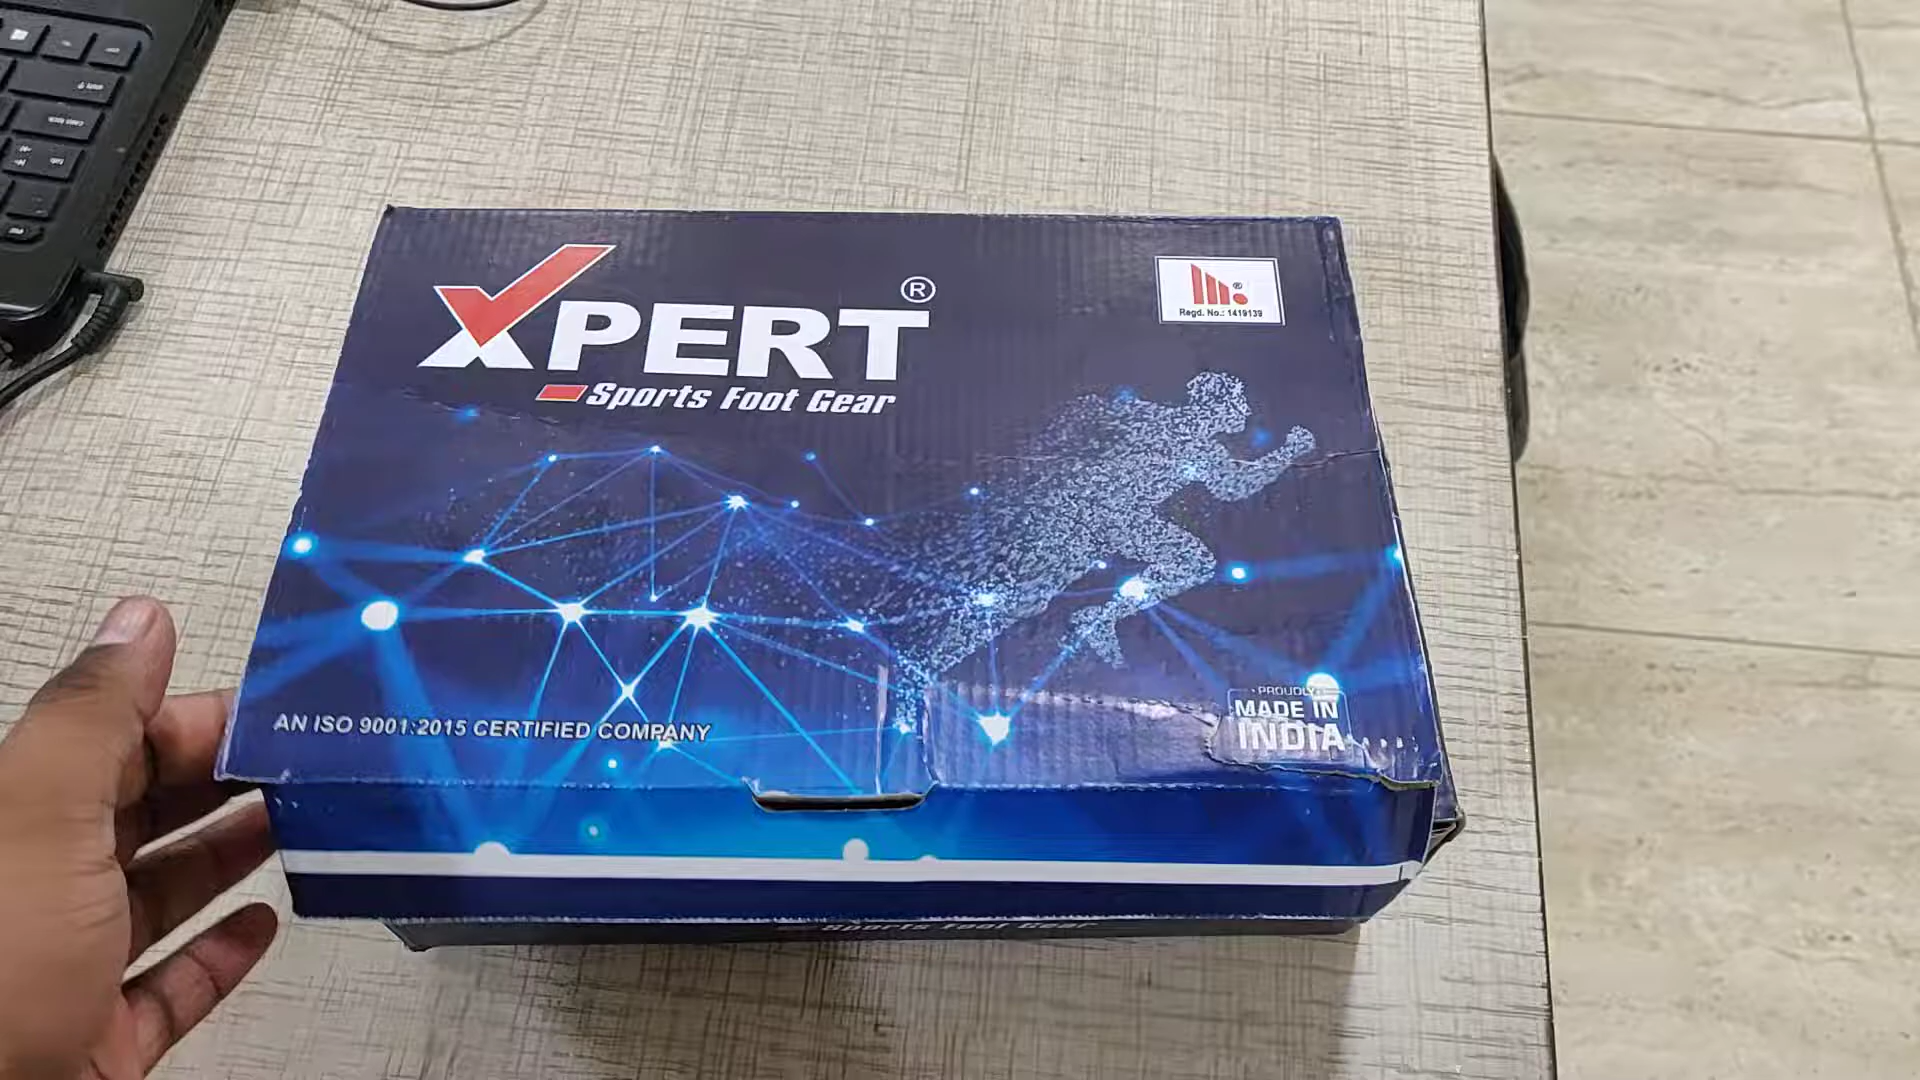 XPERT®
Sports Foot Gear
®
Regd. No.: 1419139
AN ISO 9001:2015 CERTIFIED COMPANY
PROUDLY
MADE IN
INDIA
Sports Foot Gear